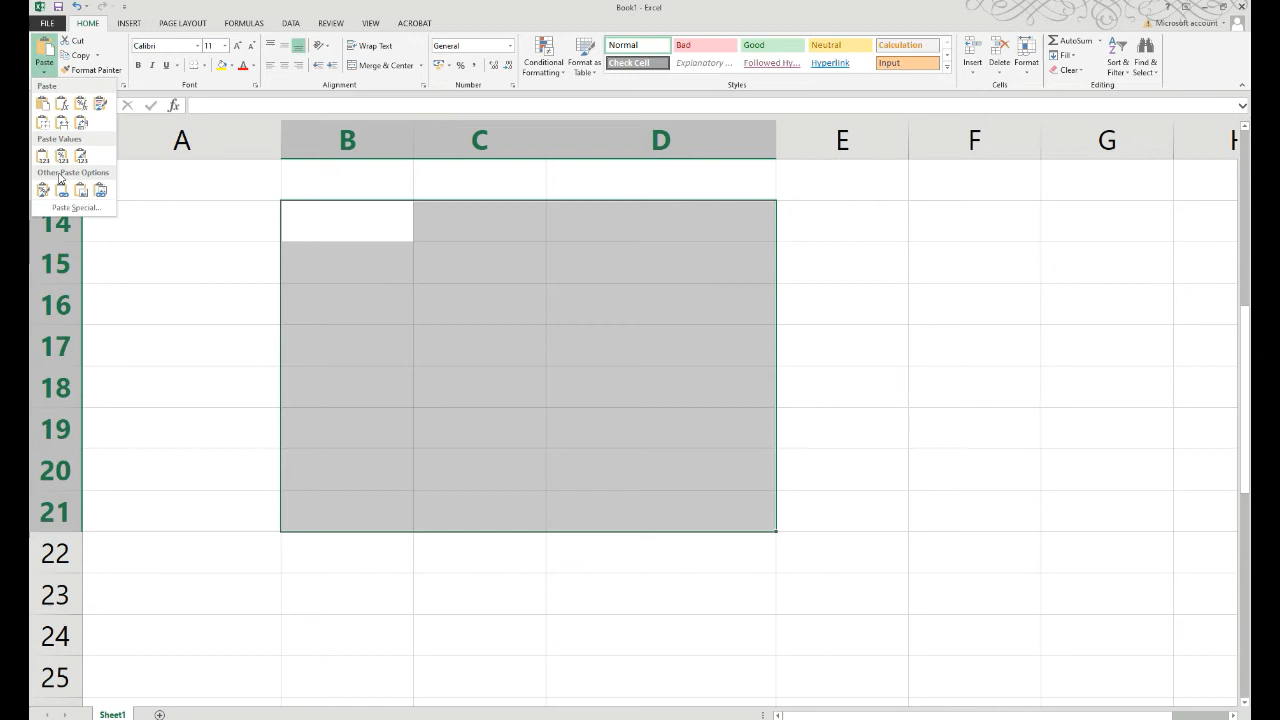 Book1 - Excel
FILE HOME INSERT PAGE LAYOUT FORMULAS DATA REVIEW VIEW ACROBAT Microsoft account
Paste Cut Copy Format Painter
Calibri 11 B I U A A A
Wrap Text Merge & Center
General $ % ,
Conditional Formatting Format as Table
Normal Bad Good Neutral Calculation
Check Cell Explanatory ... Followed Hy... Hyperlink Input
Insert Delete Format
AutoSum Fill Clear Sort & Filter Find & Select
Font Alignment Number Styles Cells Editing
Paste
fx
Paste Values
123 123 123
Other Paste Options
Paste Special...
A B C D E F G H
14
15
16
17
18
19
20
21
22
23
24
25
Sheet1